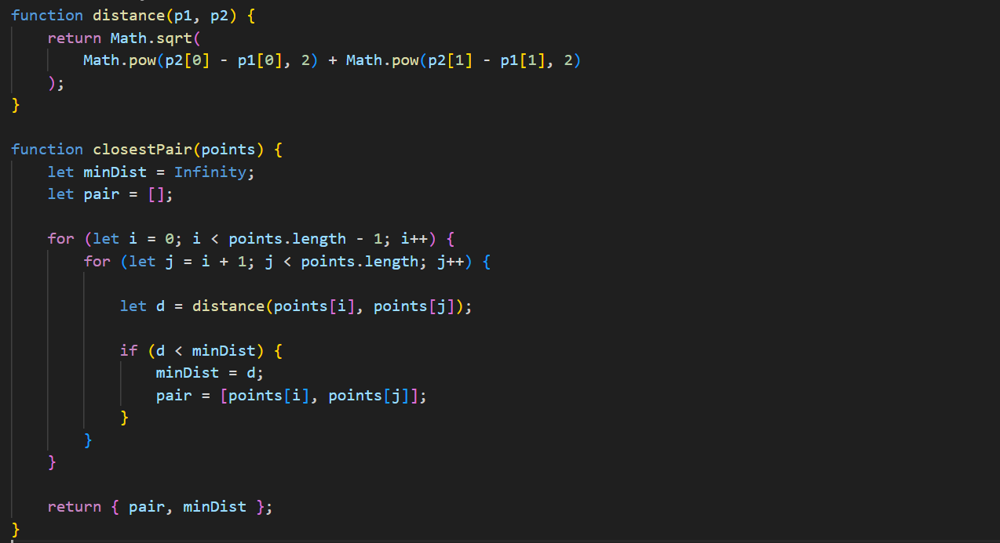 function distance(p1, p2) {
    return Math.sqrt(
        Math.pow(p2[0] - p1[0], 2) + Math.pow(p2[1] - p1[1], 2)
    );
}

function closestPair(points) {
    let minDist = Infinity;
    let pair = [];

    for (let i = 0; i < points.length - 1; i++) {
        for (let j = i + 1; j < points.length; j++) {

            let d = distance(points[i], points[j]);

            if (d < minDist) {
                minDist = d;
                pair = [points[i], points[j]];
            }
        }
    }

    return { pair, minDist };
}